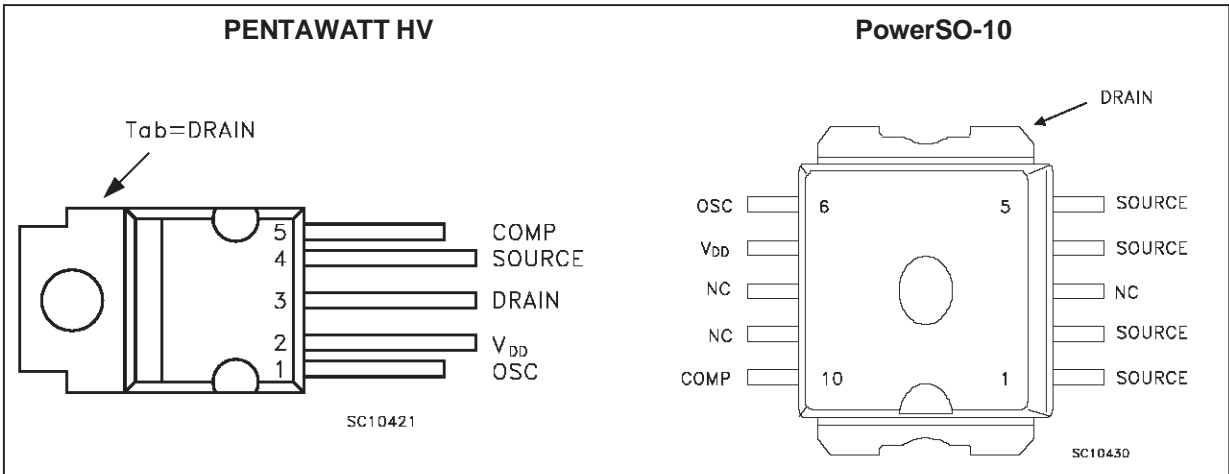 PENTAWATT HV
Tab=DRAIN
5 COMP
4 SOURCE
3 DRAIN
2 VDD
1 OSC
SC10421
PowerSO-10
DRAIN
OSC 6 5 SOURCE
VDD SOURCE
NC NC
NC SOURCE
COMP 10 1 SOURCE
SC10430